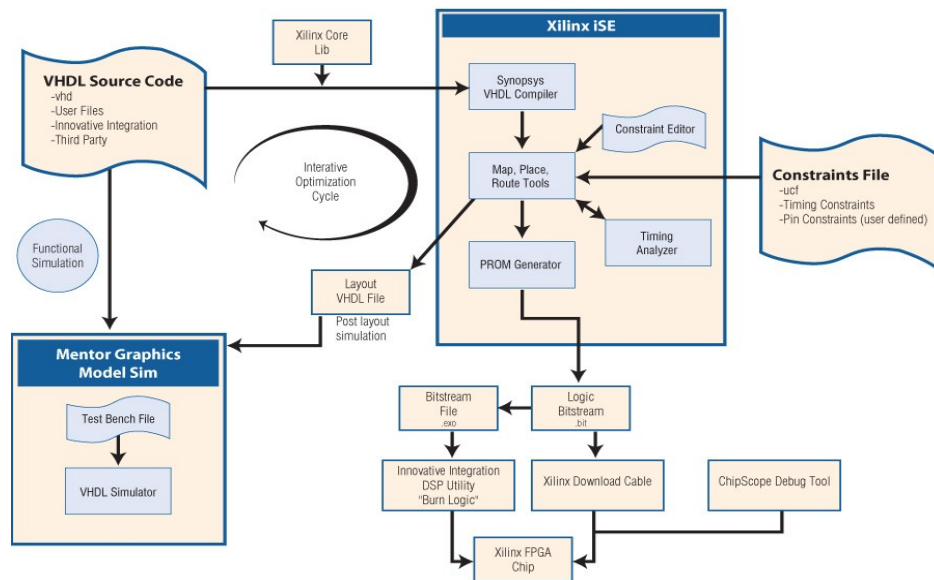 Xilinx Core
Lib
Xilinx iSE
VHDL Source Code
-vhd
-User Files
-Innovative Integration
-Third Party
Synopsys
VHDL Compiler
Constraint Editor
Interative
Optimization
Cycle
Map, Place,
Route Tools
Constraints File
-ucf
-Timing Constraints
-Pin Constraints (user defined)
Functional
Simulation
Timing
Analyzer
PROM Generator
Layout
VHDL File
Post layout
simulation
Mentor Graphics
Model Sim
Test Bench File
VHDL Simulator
Bitstream
File
.exo
Logic
Bitstream
.bit
Innovative Integration
DSP Utility
"Burn Logic"
Xilinx Download Cable
ChipScope Debug Tool
Xilinx FPGA
Chip